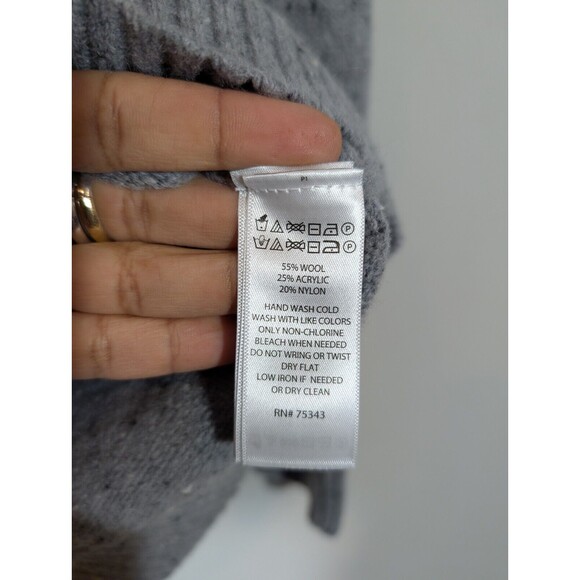 PI
55% WOOL
25% ACRYLIC
20% NYLON
HAND WASH COLD
WASH WITH LIKE COLORS
ONLY NON-CHLORINE
BLEACH WHEN NEEDED
DO NOT WRING OR TWIST
DRY FLAT
LOW IRON IF NEEDED
OR DRY CLEAN
RN# 75343